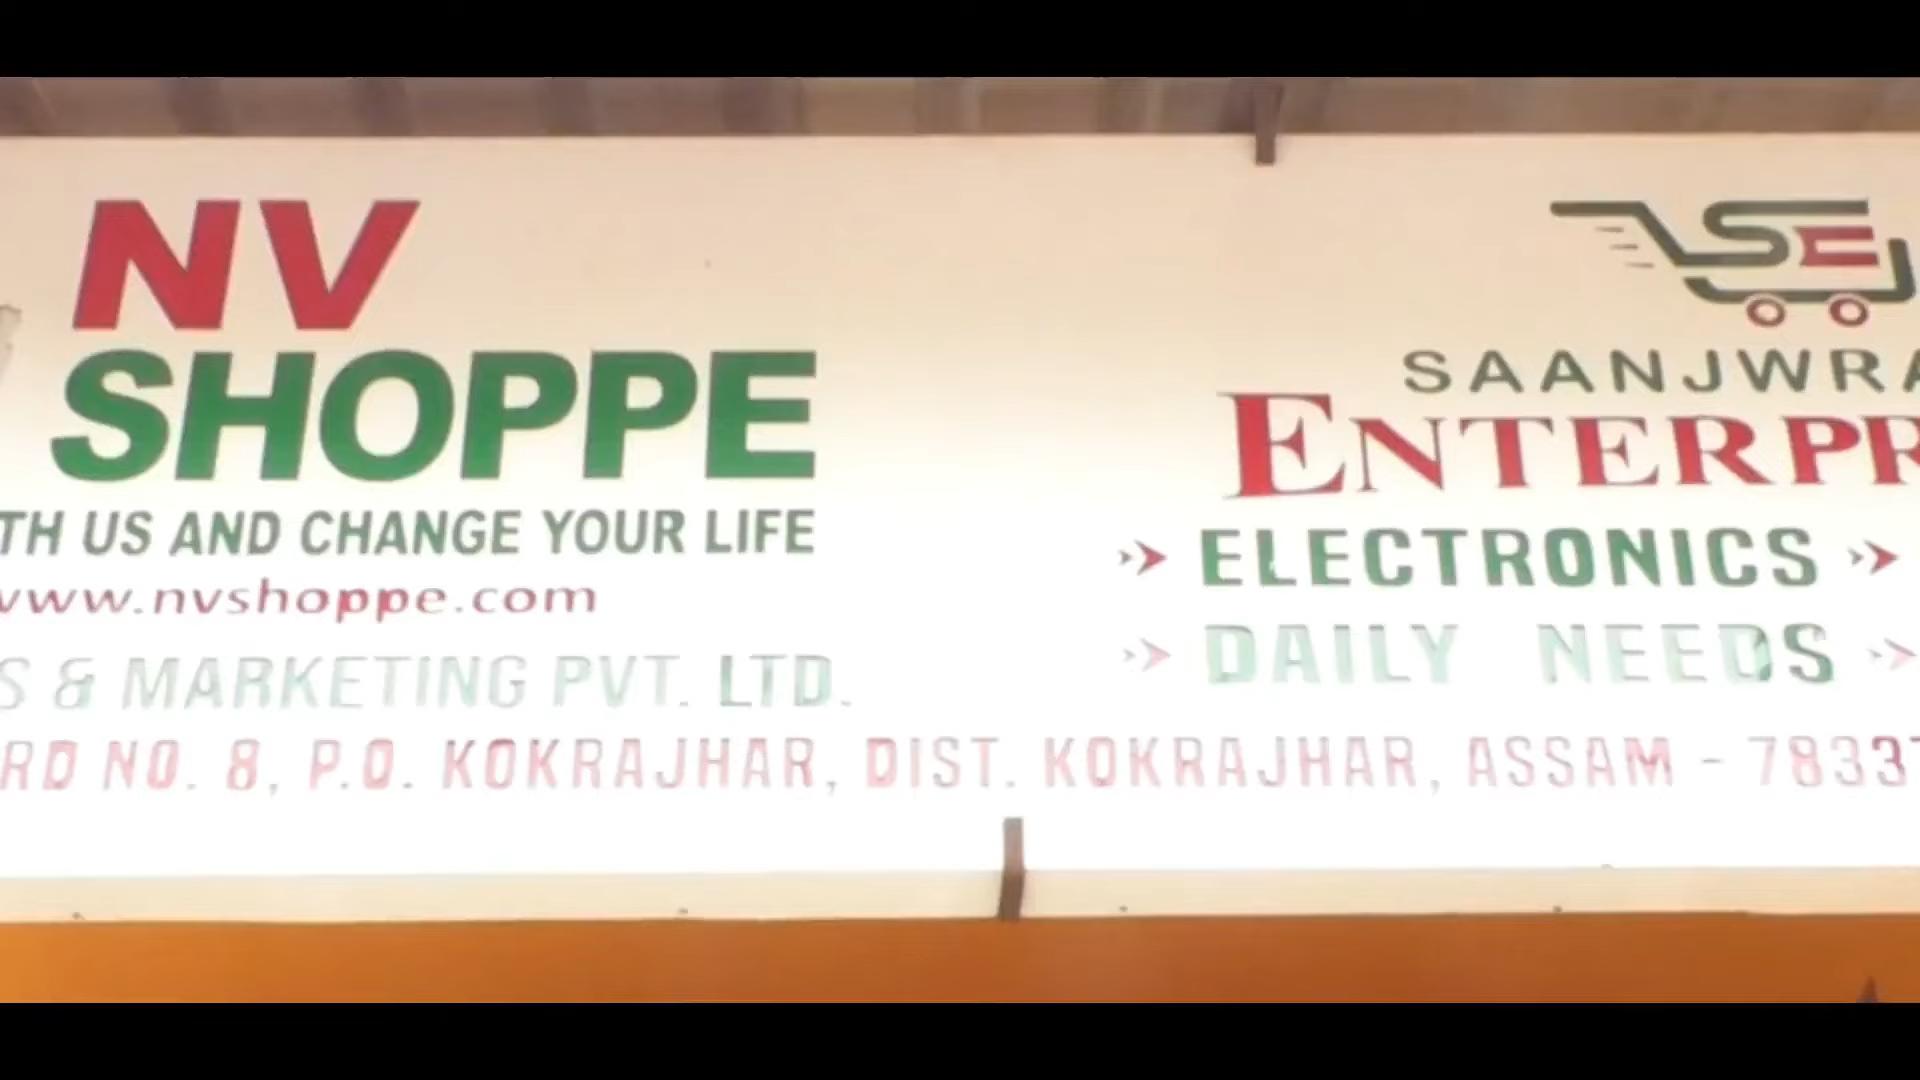 NV
SHOPPE
TH US AND CHANGE YOUR LIFE
www.nvshoppe.com
S & MARKETING PVT. LTD.
SE
SAANJWRA
ENTERPR
ELECTRONICS
DAILY NEEDS
RD NO. 8, P.O. KOKRAJHAR, DIST. KOKRAJHAR, ASSAM - 78337